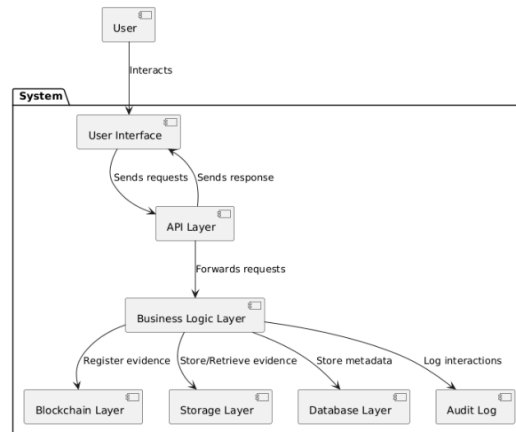 User
Interacts
System
User Interface
Sends requests
Sends response
API Layer
Forwards requests
Business Logic Layer
Register evidence
Store/Retrieve evidence
Store metadata
Log interactions
Blockchain Layer
Storage Layer
Database Layer
Audit Log